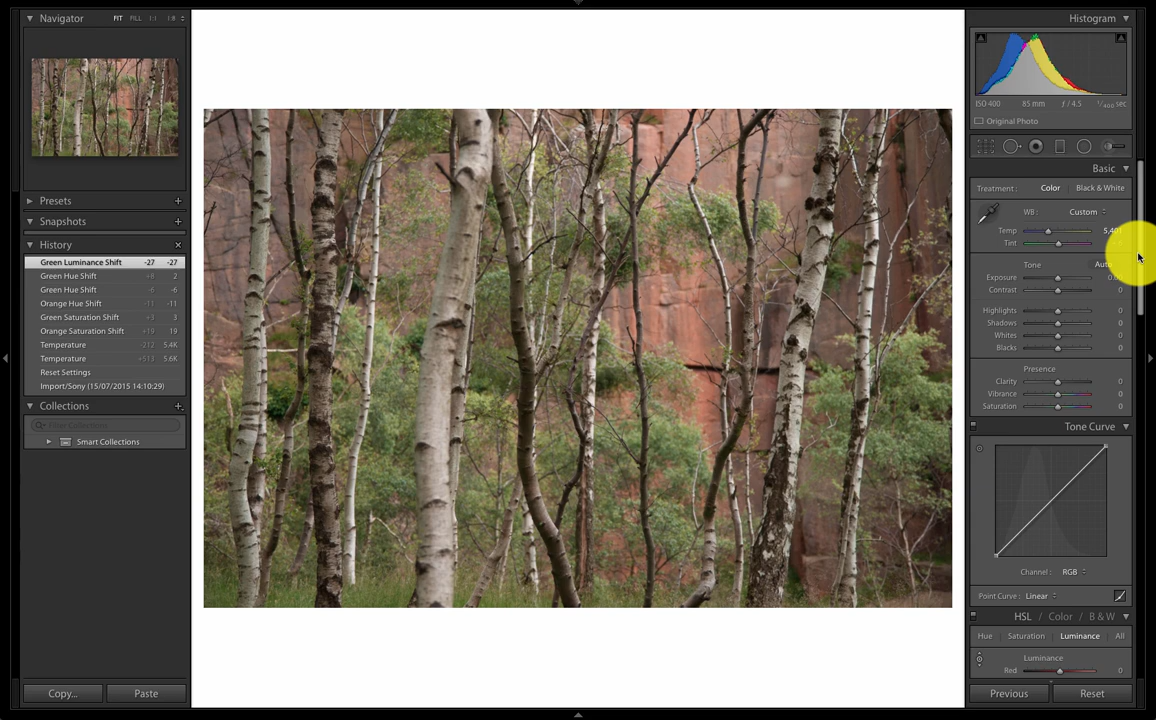 Navigator FIT FILL 1:1 1:8
Presets
Snapshots
History
Green Luminance Shift -27 -27
Green Hue Shift +8 2
Green Hue Shift -6 -6
Orange Hue Shift -11 -11
Green Saturation Shift +3 3
Orange Saturation Shift +19 19
Temperature -212 5.4K
Temperature +513 5.6K
Reset Settings
Import/Sony (15/07/2015 14:10:29)
Collections
Filter Collections
Smart Collections
Copy... Paste
Histogram
ISO 400 85 mm ƒ / 4.5 1/400 sec
Original Photo
Basic
Treatment : Color Black & White
WB : Custom
Temp
Tint
Tone Auto
Exposure
Contrast 0
Highlights 0
Shadows 0
Whites 0
Blacks 0
Presence
Clarity 0
Vibrance 0
Saturation 0
Tone Curve
Channel : RGB
Point Curve : Linear
HSL / Color / B & W
Hue Saturation Luminance All
Luminance
Red 0
Previous Reset